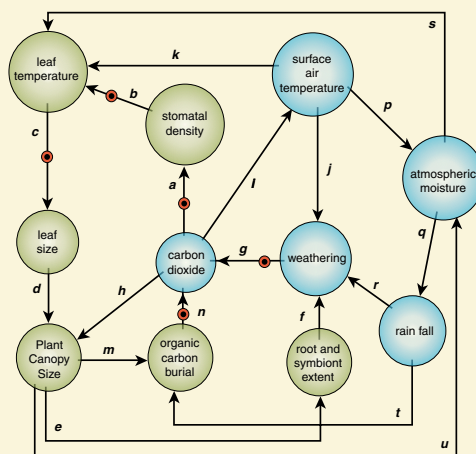 s
leaf
temperature
k
surface
air
temperature
b
p
stomatal
density
c
atmospheric
moisture
a
l
j
q
leaf
size
carbon
dioxide
g
weathering
d
h
n
r
f
rain fall
Plant
Canopy
Size
m
organic
carbon
burial
root and
symbiont
extent
e
t
u